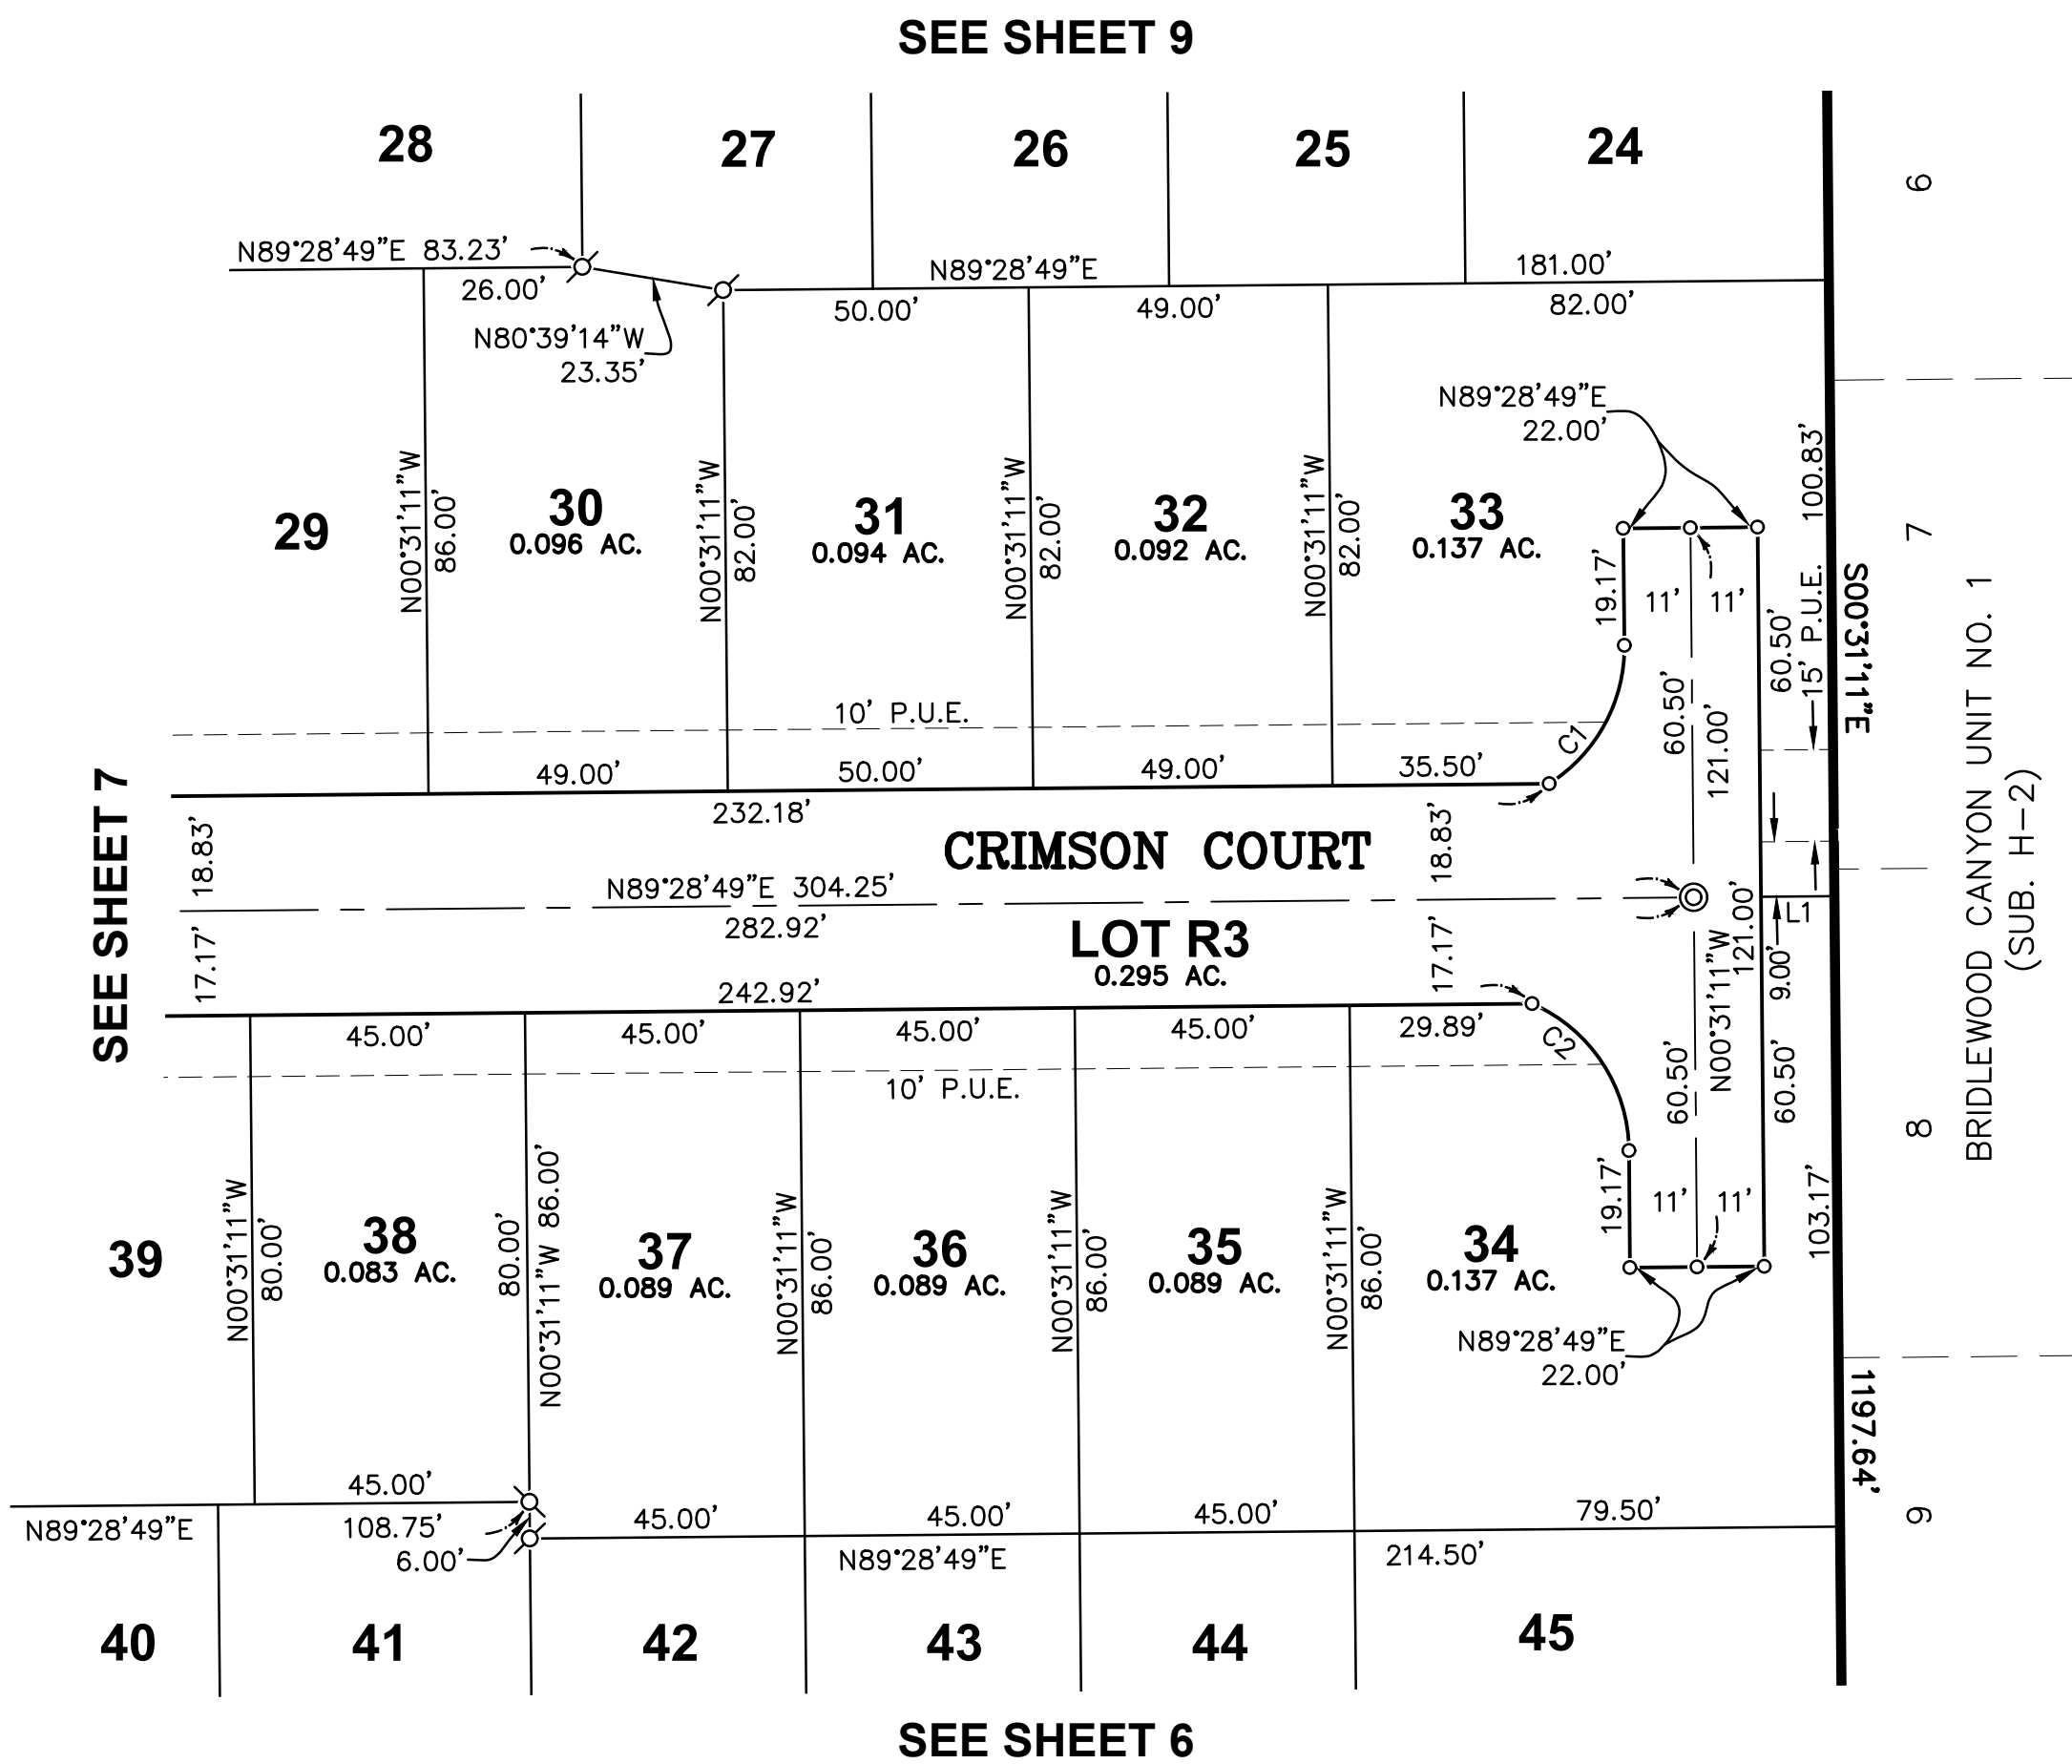 SEE SHEET 9
28
27
26
25
24
6
N89°28'49"E 83.23'
26.00'
N80°39'14"W
23.35'
N89°28'49"E
181.00'
50.00'
49.00'
82.00'
N89°28'49"E
22.00'
29
N00°31'11"W
86.00'
30
0.096 AC.
N00°31'11"W
82.00'
31
0.094 AC.
N00°31'11"W
82.00'
32
0.092 AC.
N00°31'11"W
82.00'
33
0.137 AC.
19.17'
11'
11'
100.83'
60.50'
15' P.U.E.
S00°31'11"E
7
10' P.U.E.
C1
60.50'
121.00'
49.00'
50.00'
49.00'
35.50'
232.18'
SEE SHEET 7
18.83'
CRIMSON COURT
18.83'
N89°28'49"E 304.25'
282.92'
17.17'
LOT R3
0.295 AC.
17.17'
L1
121.00'
9.00'
N00°31'11"W
BRIDLEWOOD CANYON UNIT NO. 1
(SUB. H-2)
242.92'
45.00'
45.00'
45.00'
45.00'
29.89'
C2
10' P.U.E.
60.50'
60.50'
8
39
N00°31'11"W
80.00'
38
0.083 AC.
80.00'
N00°31'11"W 86.00'
37
0.089 AC.
N00°31'11"W
86.00'
36
0.089 AC.
N00°31'11"W
86.00'
35
0.089 AC.
N00°31'11"W
86.00'
34
0.137 AC.
19.17'
11'
11'
103.17'
N89°28'49"E
22.00'
1197.64'
45.00'
N89°28'49"E
108.75'
6.00'
45.00'
45.00'
45.00'
79.50'
N89°28'49"E
214.50'
9
40
41
42
43
44
45
SEE SHEET 6